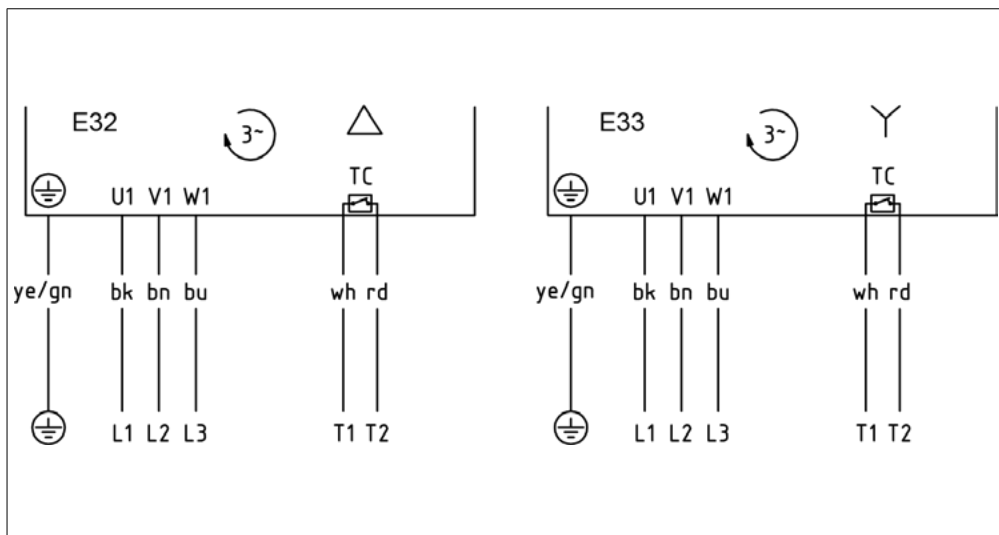 E32 3~
TC
U1 V1 W1
ye/gn bk bn bu wh rd
L1 L2 L3 T1 T2
E33 3~
TC
U1 V1 W1
ye/gn bk bn bu wh rd
L1 L2 L3 T1 T2